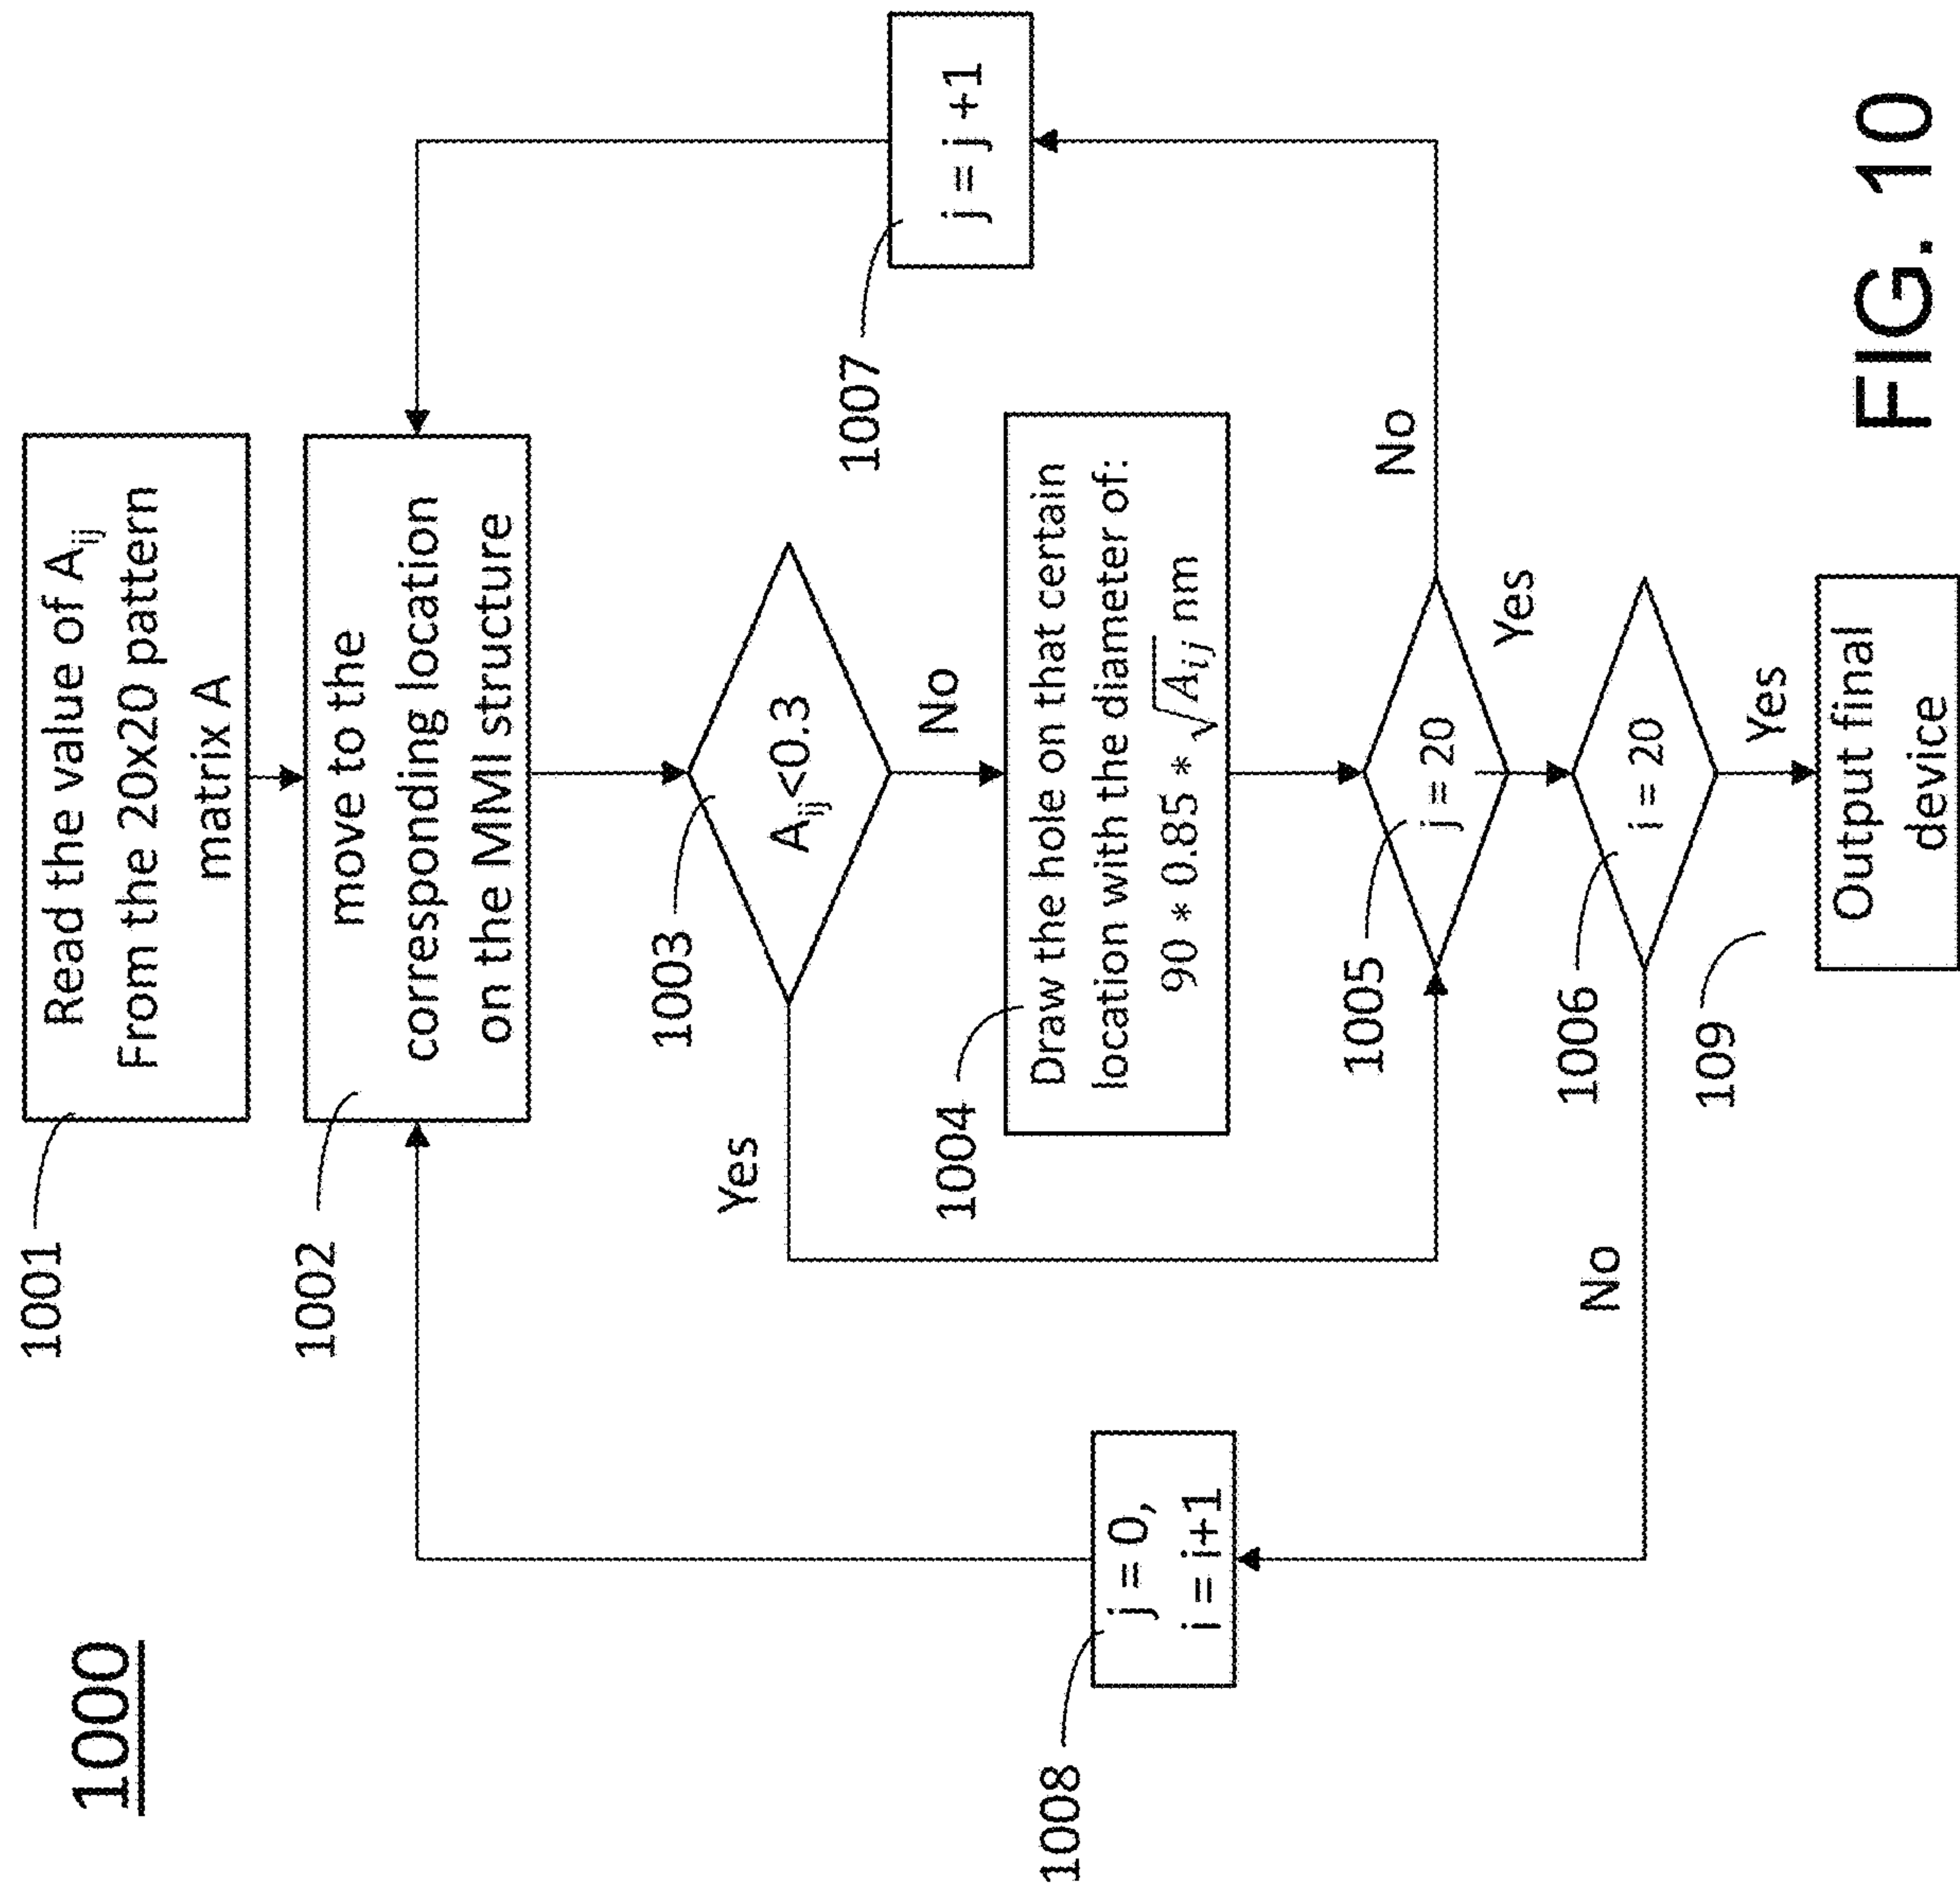 1000
1001
Read the value of Aij
From the 20x20 pattern
matrix A
1002
move to the
corresponding location
on the MMI structure
1003
Aij<0.3
Yes
No
1004
Draw the hole on that certain
location with the diameter of:
90 * 0.85 * √Aij nm
1005
j = 20
No
Yes
1007
j = j +1
1006
i = 20
No
Yes
1008
j = 0,
i = i+1
109
Output final
device
FIG. 10